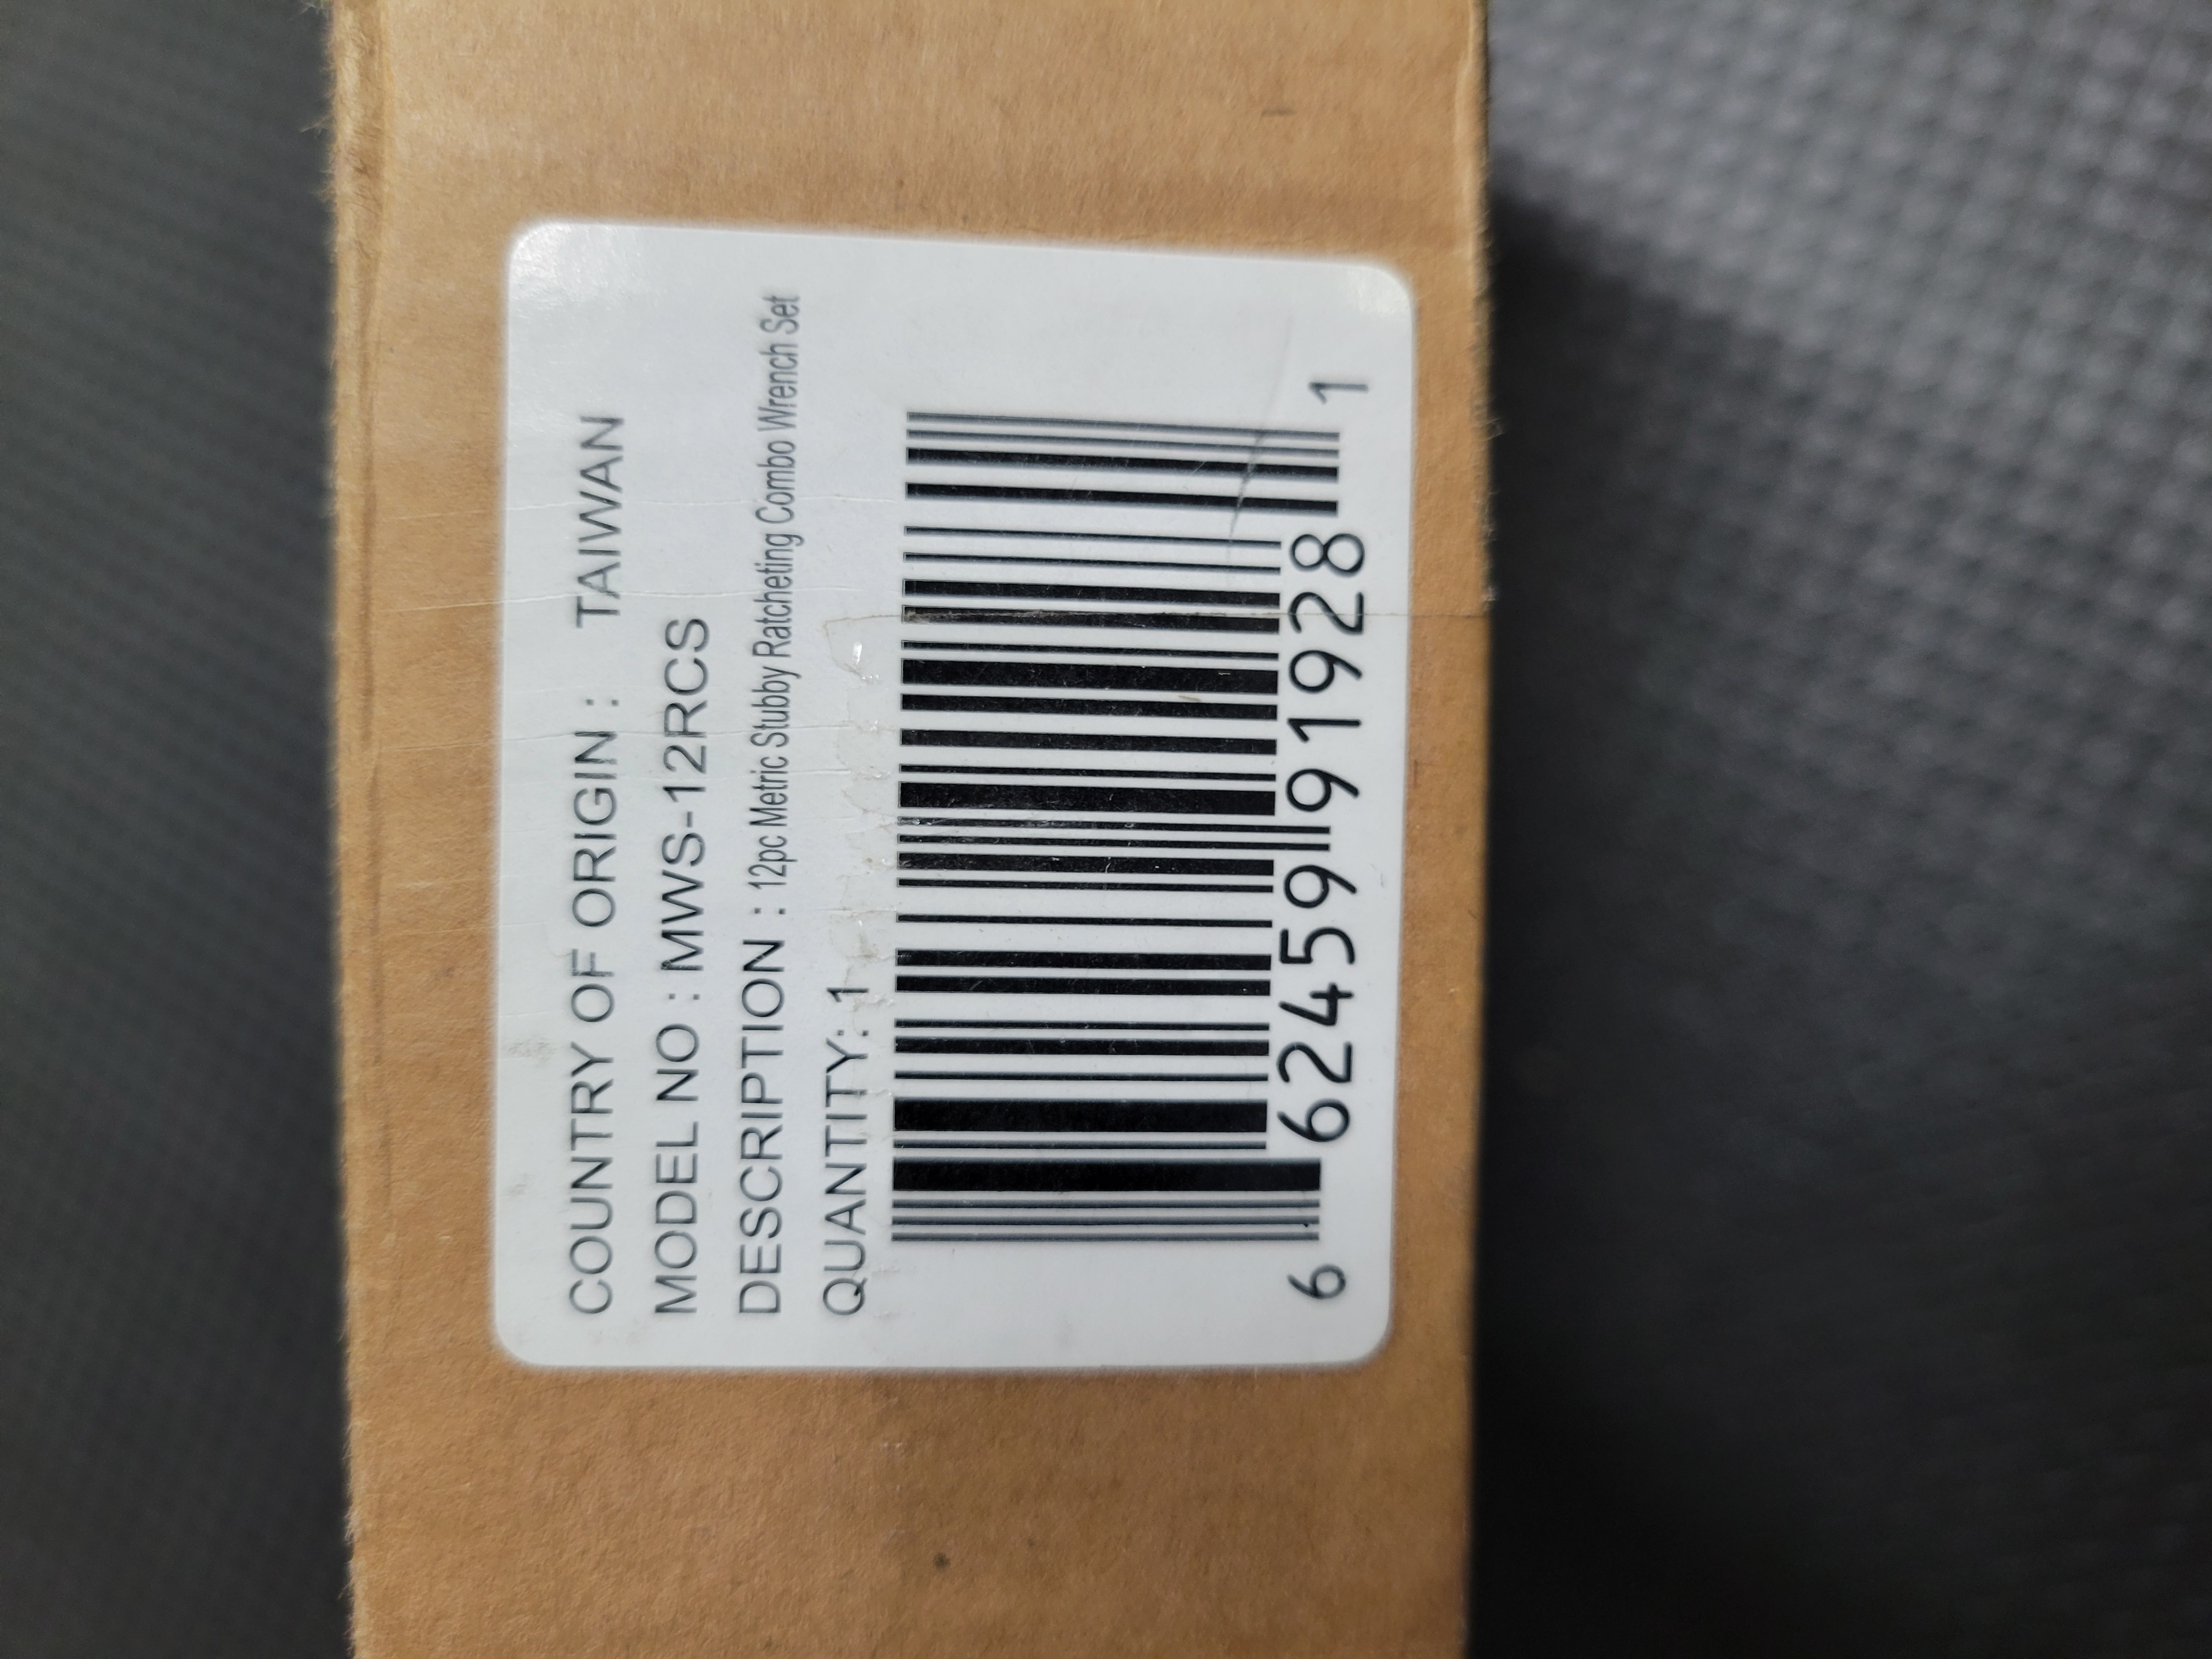 COUNTRY OF ORIGIN : TAIWAN
MODEL NO : MWS-12RCS
DESCRIPTION : 12pc Metric Stubby Ratcheting Combo Wrench Set
QUANTITY: 1
6 62459 91928 1